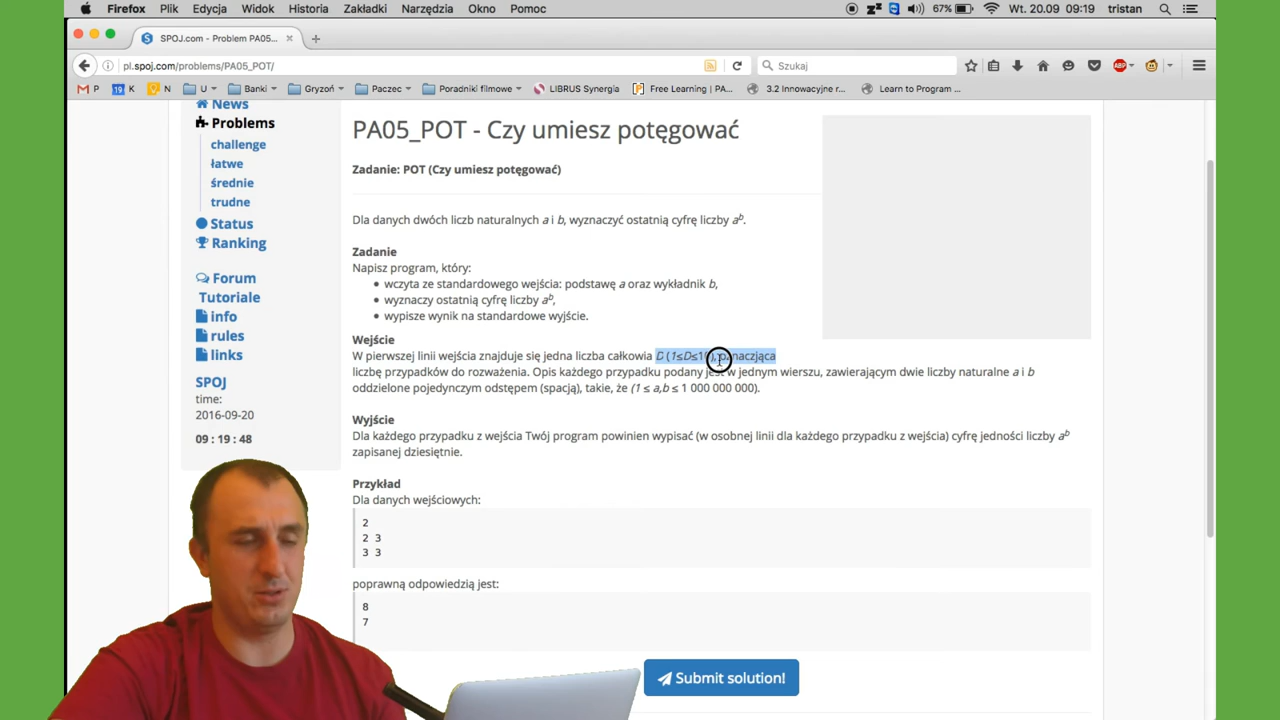 Firefox Plik Edycja Widok Historia Zakładki Narzędzia Okno Pomoc 67% Wt. 20.09 09:19 tristan
SPOJ.com - Problem PA05...
pl.spoj.com/problems/PA05_POT/ Szukaj
P K N U Banki Gryzoń Paczec Poradniki filmowe LIBRUS Synergia Free Learning | PA... 3.2 Innowacyjne r... Learn to Program ...
News
Problems
challenge
łatwe
średnie
trudne
Status
Ranking
Forum
Tutoriale
info
rules
links
SPOJ
time:
2016-09-20
09 : 19 : 48
PA05_POT - Czy umiesz potęgować
Zadanie: POT (Czy umiesz potęgować)
Dla danych dwóch liczb naturalnych a i b, wyznaczyć ostatnią cyfrę liczby a^b.
Zadanie
Napisz program, który:
wczyta ze standardowego wejścia: podstawę a oraz wykładnik b,
wyznaczy ostatnią cyfrę liczby a^b,
wypisze wynik na standardowe wyjście.
Wejście
W pierwszej linii wejścia znajduje się jedna liczba całkowia D (1≤D≤10), oznaczjąca
liczbę przypadków do rozważenia. Opis każdego przypadku podany jest w jednym wierszu, zawierającym dwie liczby naturalne a i b
oddzielone pojedynczym odstępem (spacją), takie, że (1 ≤ a,b ≤ 1 000 000 000).
Wyjście
Dla każdego przypadku z wejścia Twój program powinien wypisać (w osobnej linii dla każdego przypadku z wejścia) cyfrę jedności liczby a^b
zapisanej dziesiętnie.
Przykład
Dla danych wejściowych:
2
2 3
3 3
poprawną odpowiedzią jest:
8
7
Submit solution!